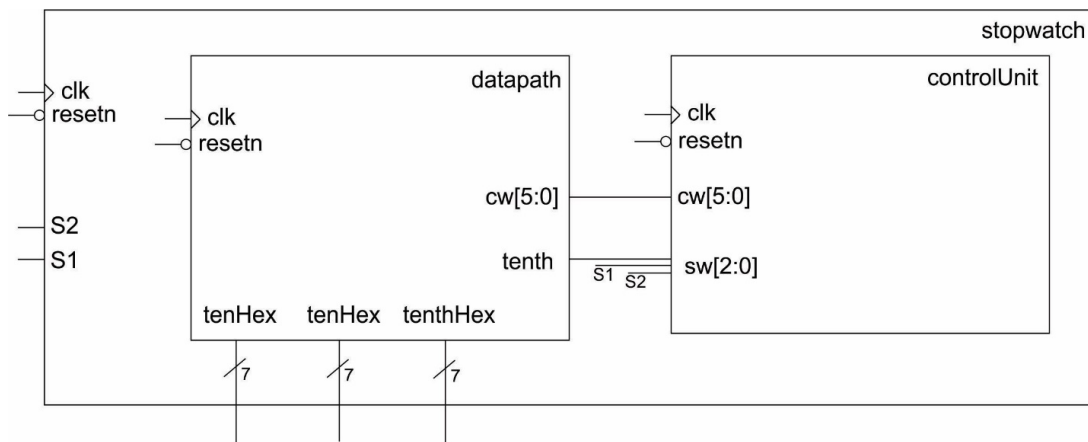 stopwatch
datapath
controlUnit
clk
resetn
clk
resetn
clk
resetn
cw[5:0]
cw[5:0]
S2
S1
tenth
S1
S2
sw[2:0]
tenHex
tenHex
tenthHex
7
7
7